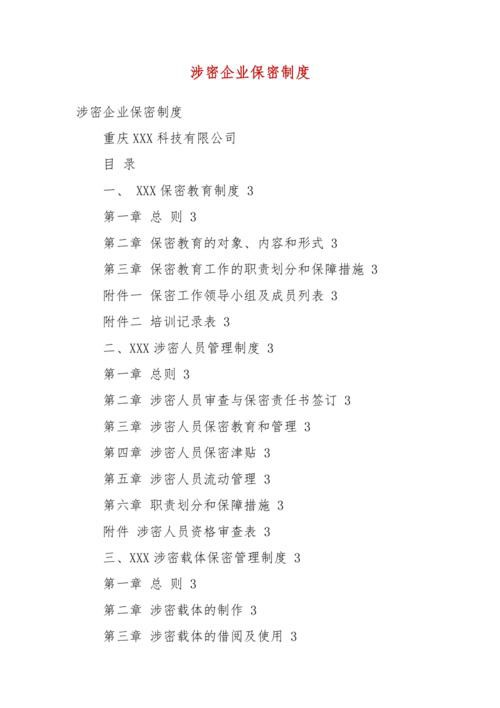 涉密企业保密制度
涉密企业保密制度
重庆 XXX 科技有限公司
目 录
一、 XXX 保密教育制度 3
第一章 总 则 3
第二章 保密教育的对象、内容和形式 3
第三章 保密教育工作的职责划分和保障措施 3
附件一 保密工作领导小组及成员列表 3
附件二 培训记录表 3
二、XXX 涉密人员管理制度 3
第一章 总则 3
第二章 涉密人员审查与保密责任书签订 3
第三章 涉密人员保密教育和管理 3
第四章 涉密人员保密津贴 3
第五章 涉密人员流动管理 3
第六章 职责划分和保障措施 3
附件 涉密人员资格审查表 3
三、XXX 涉密载体保密管理制度 3
第一章 总 则 3
第二章 涉密载体的制作 3
第三章 涉密载体的借阅及使用 3